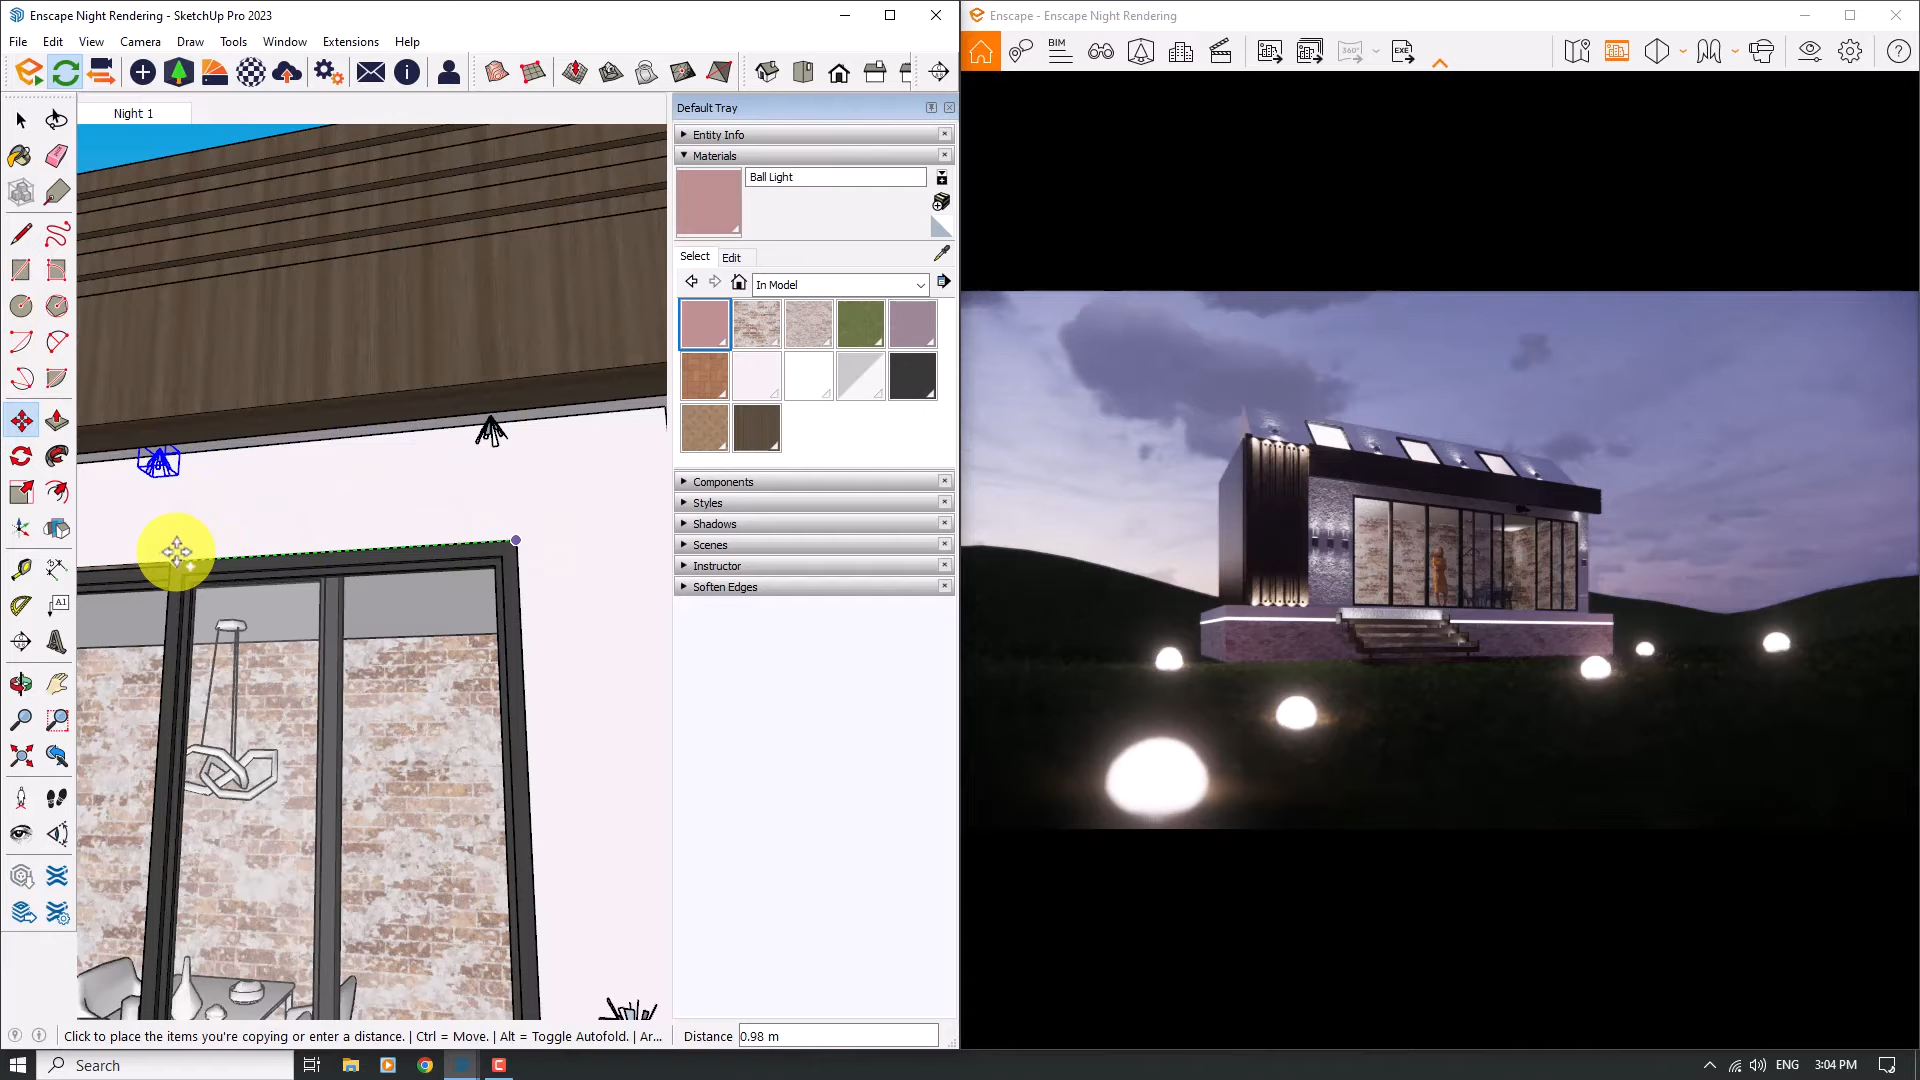 Enscape Night Rendering - SketchUp Pro 2023
Enscape - Enscape Night Rendering
File Edit View Camera Draw Tools Window Extensions Help
BIM
360°
EXE
Night 1
Default Tray
Entity Info
Materials
Ball Light
Select
Edit
In Model
Components
Styles
Shadows
Scenes
Instructor
Soften Edges
A1
Click to place the items you're copying or enter a distance. | Ctrl = Move. | Alt = Toggle Autofold. | Ar...
Distance
0.98 m
Search
ENG
3:04 PM